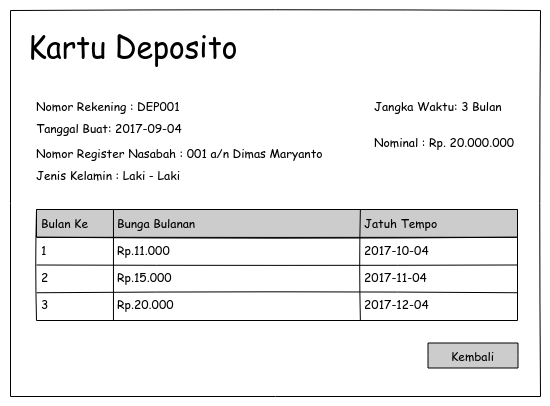 Kartu Deposito
Nomor Rekening : DEP001
Jangka Waktu: 3 Bulan
Tanggal Buat: 2017-09-04
Nominal : Rp. 20.000.000
Nomor Register Nasabah : 001 a/n Dimas Maryanto
Jenis Kelamin : Laki - Laki
Bulan Ke Bunga Bulanan Jatuh Tempo
1 Rp.11.000 2017-10-04
2 Rp.15.000 2017-11-04
3 Rp.20.000 2017-12-04
Kembali